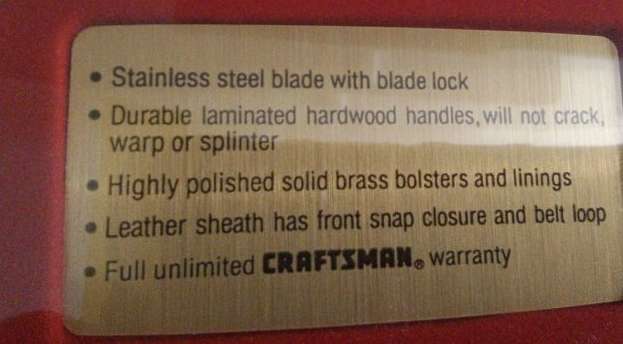 • Stainless steel blade with blade lock
• Durable laminated hardwood handles, will not crack,
warp or splinter
• Highly polished solid brass bolsters and linings
• Leather sheath has front snap closure and belt loop
• Full unlimited CRAFTSMAN® warranty